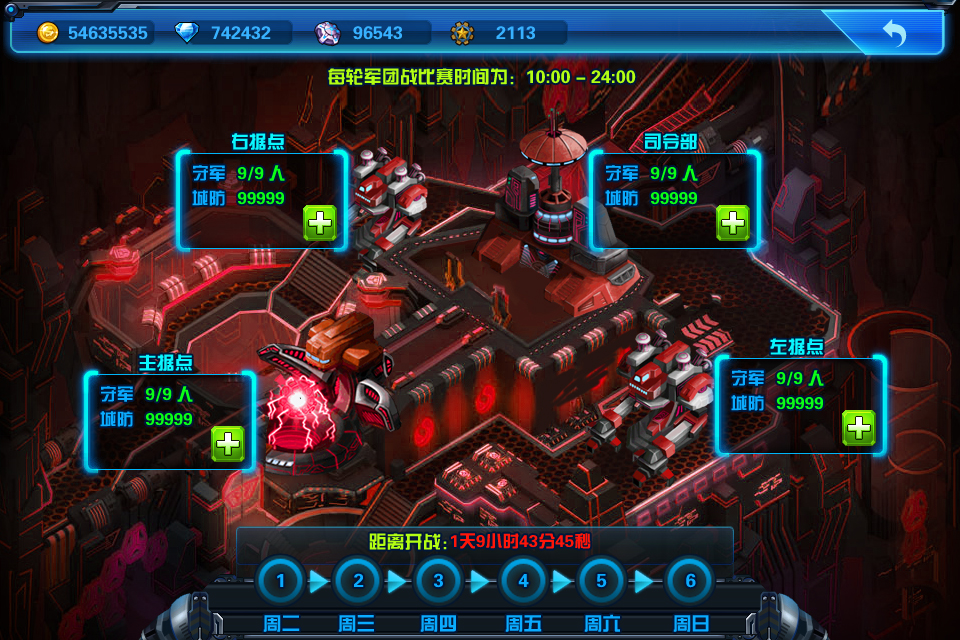 54635535 742432 96543 2113
每轮军团战比赛时间为：10:00 - 24:00
右据点
守军 9/9 人
城防 99999
司令部
守军 9/9 人
城防 99999
主据点
守军 9/9 人
城防 99999
左据点
守军 9/9 人
城防 99999
距离开战:1天9小时43分45秒
1 2 3 4 5 6
周二 周三 周四 周五 周六 周日